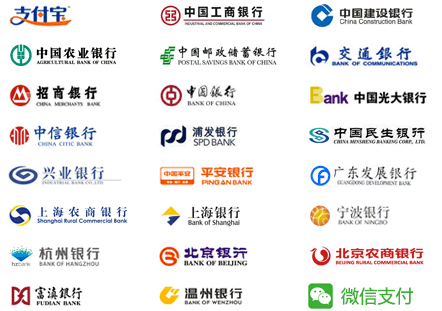 支付宝
中国工商银行
INDUSTRIAL AND COMMERCIAL BANK OF CHINA
中国建设银行
China Construction Bank
中国农业银行
AGRICULTURAL BANK OF CHINA
中国邮政储蓄银行
POSTAL SAVINGS BANK OF CHINA
交通银行
BANK OF COMMUNICATIONS
招商银行
CHINA MERCHANTS BANK
中国银行
BANK OF CHINA
Bank 中国光大银行
中信银行
CHINA CITIC BANK
浦发银行
SPD BANK
中国民生银行
CHINA MINSHENG BANKING CORP., LTD.
兴业银行
INDUSTRIAL BANK CO.,LTD.
中国平安
平安银行
PING AN BANK
广东发展银行
GUANGDONG DEVELOPMENT BANK
上海农商银行
Shanghai Rural Commercial Bank
上海银行
Bank of Shanghai
宁波银行
BANK OF NINGBO
杭州银行
hzbank
BANK OF HANGZHOU
北京银行
BANK OF BEIJING
北京农商银行
BEIJING RURAL COMMERCIAL BANK
富滇银行
FUDIAN BANK
温州银行
BANK OF WENZHOU
微信支付